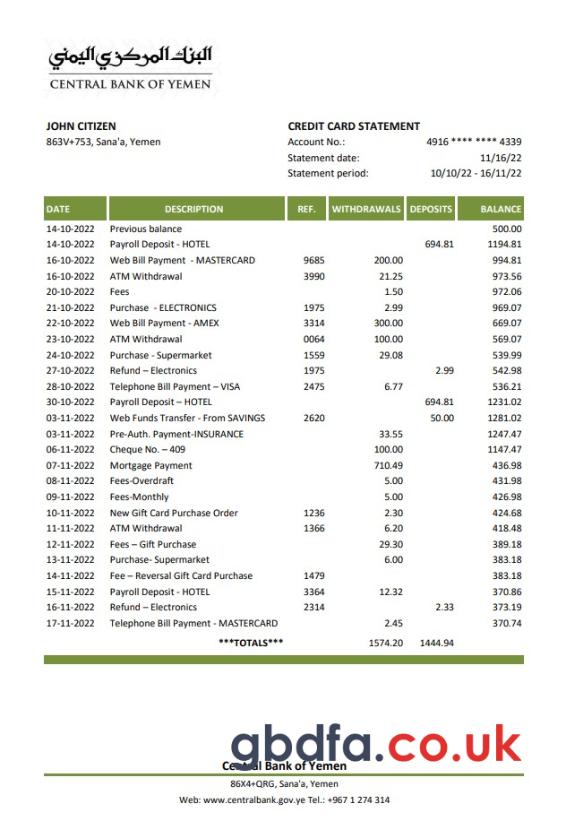 البنك المركزي اليمني
CENTRAL BANK OF YEMEN
JOHN CITIZEN
863V+753, Sana'a, Yemen
CREDIT CARD STATEMENT
Account No.: 4916 **** **** 4339
Statement date: 11/16/22
Statement period: 10/10/22 - 16/11/22
DATE DESCRIPTION REF. WITHDRAWALS DEPOSITS BALANCE
14-10-2022 Previous balance 500.00
14-10-2022 Payroll Deposit - HOTEL 694.81 1194.81
16-10-2022 Web Bill Payment - MASTERCARD 9685 200.00 994.81
16-10-2022 ATM Withdrawal 3990 21.25 973.56
20-10-2022 Fees 1.50 972.06
21-10-2022 Purchase - ELECTRONICS 1975 2.99 969.07
22-10-2022 Web Bill Payment - AMEX 3314 300.00 669.07
23-10-2022 ATM Withdrawal 0064 100.00 569.07
24-10-2022 Purchase - Supermarket 1559 29.08 539.99
27-10-2022 Refund – Electronics 1975 2.99 542.98
28-10-2022 Telephone Bill Payment – VISA 2475 6.77 536.21
30-10-2022 Payroll Deposit – HOTEL 694.81 1231.02
03-11-2022 Web Funds Transfer - From SAVINGS 2620 50.00 1281.02
03-11-2022 Pre-Auth. Payment-INSURANCE 33.55 1247.47
06-11-2022 Cheque No. – 409 100.00 1147.47
07-11-2022 Mortgage Payment 710.49 436.98
08-11-2022 Fees-Overdraft 5.00 431.98
09-11-2022 Fees-Monthly 5.00 426.98
10-11-2022 New Gift Card Purchase Order 1236 2.30 424.68
11-11-2022 ATM Withdrawal 1366 6.20 418.48
12-11-2022 Fees – Gift Purchase 29.30 389.18
13-11-2022 Purchase- Supermarket 6.00 383.18
14-11-2022 Fee – Reversal Gift Card Purchase 1479 383.18
15-11-2022 Payroll Deposit - HOTEL 3364 12.32 370.86
16-11-2022 Refund – Electronics 2314 2.33 373.19
17-11-2022 Telephone Bill Payment - MASTERCARD 2.45 370.74
***TOTALS*** 1574.20 1444.94
gbdfa.co.uk
Central Bank of Yemen
86X4+QRG, Sana'a, Yemen
Web: www.centralbank.gov.ye Tel.: +967 1 274 314